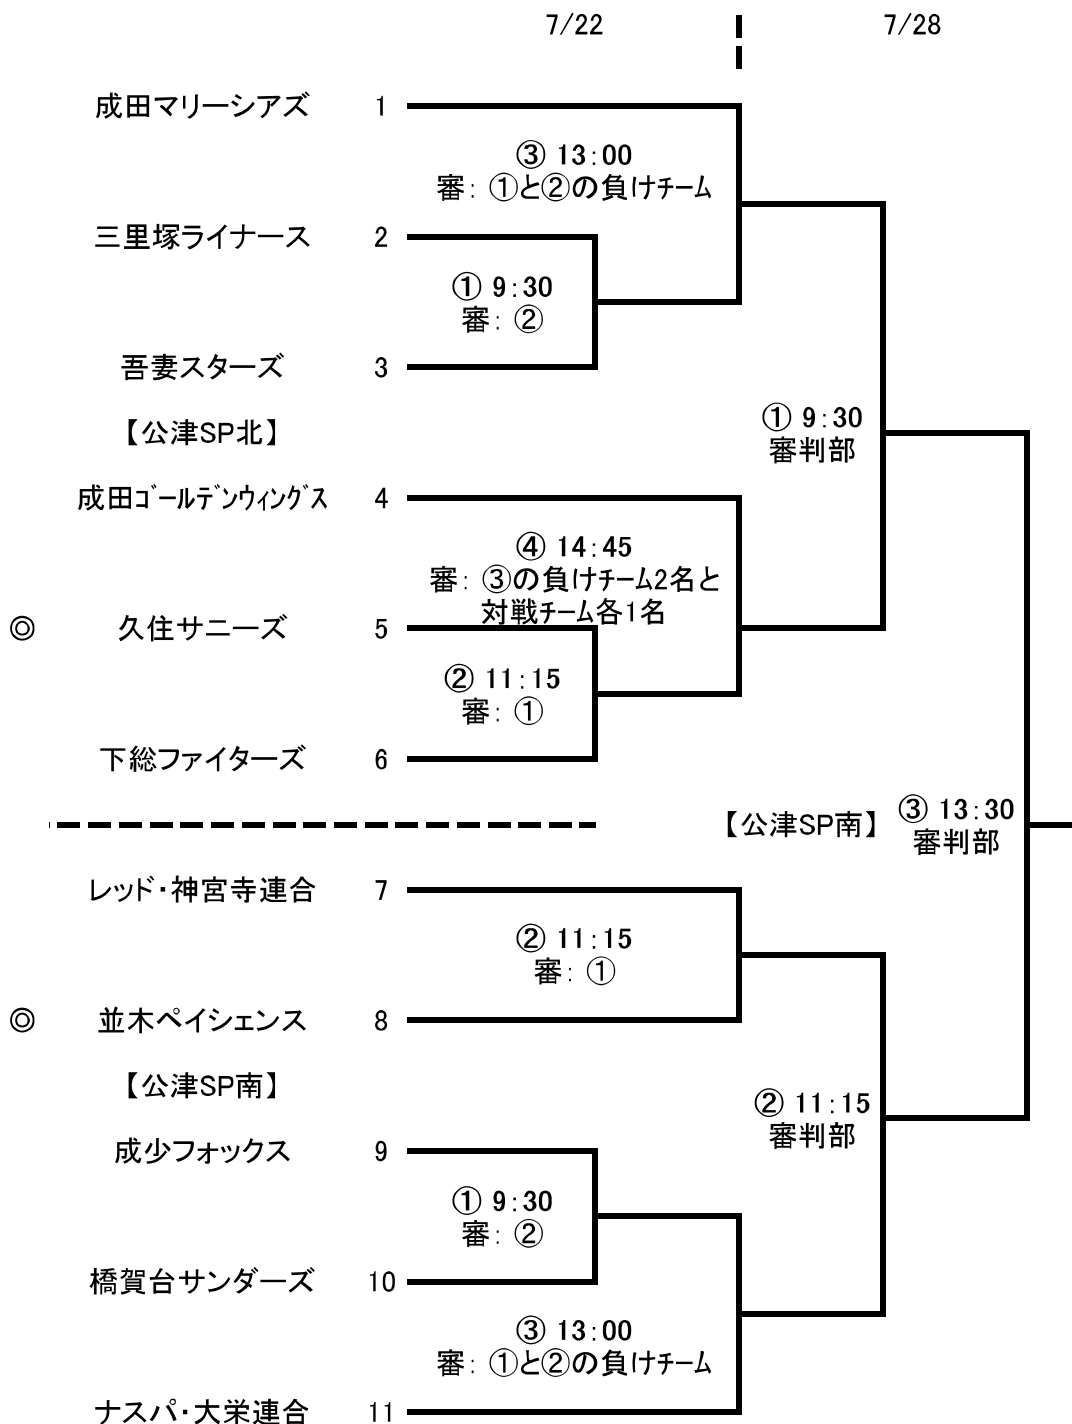 7/22 7/28
成田マリーシアズ 1
③ 13:00
審: ①と②の負けチーム
三里塚ライナース 2
① 9:30
審: ②
吾妻スターズ 3
【公津SP北】
① 9:30
審判部
成田ｺﾞｰﾙﾃﾞﾝｳｨﾝｸﾞｽ 4
④ 14:45
審: ③の負けチーム2名と
対戦チーム各1名
◎ 久住サニーズ 5
② 11:15
審: ①
下総ファイターズ 6
【公津SP南】
③ 13:30
審判部
レッド・神宮寺連合 7
② 11:15
審: ①
◎ 並木ペイシェンス 8
【公津SP南】
② 11:15
審判部
成少フォックス 9
① 9:30
審: ②
橋賀台サンダーズ 10
③ 13:00
審: ①と②の負けチーム
ナスパ・大栄連合 11